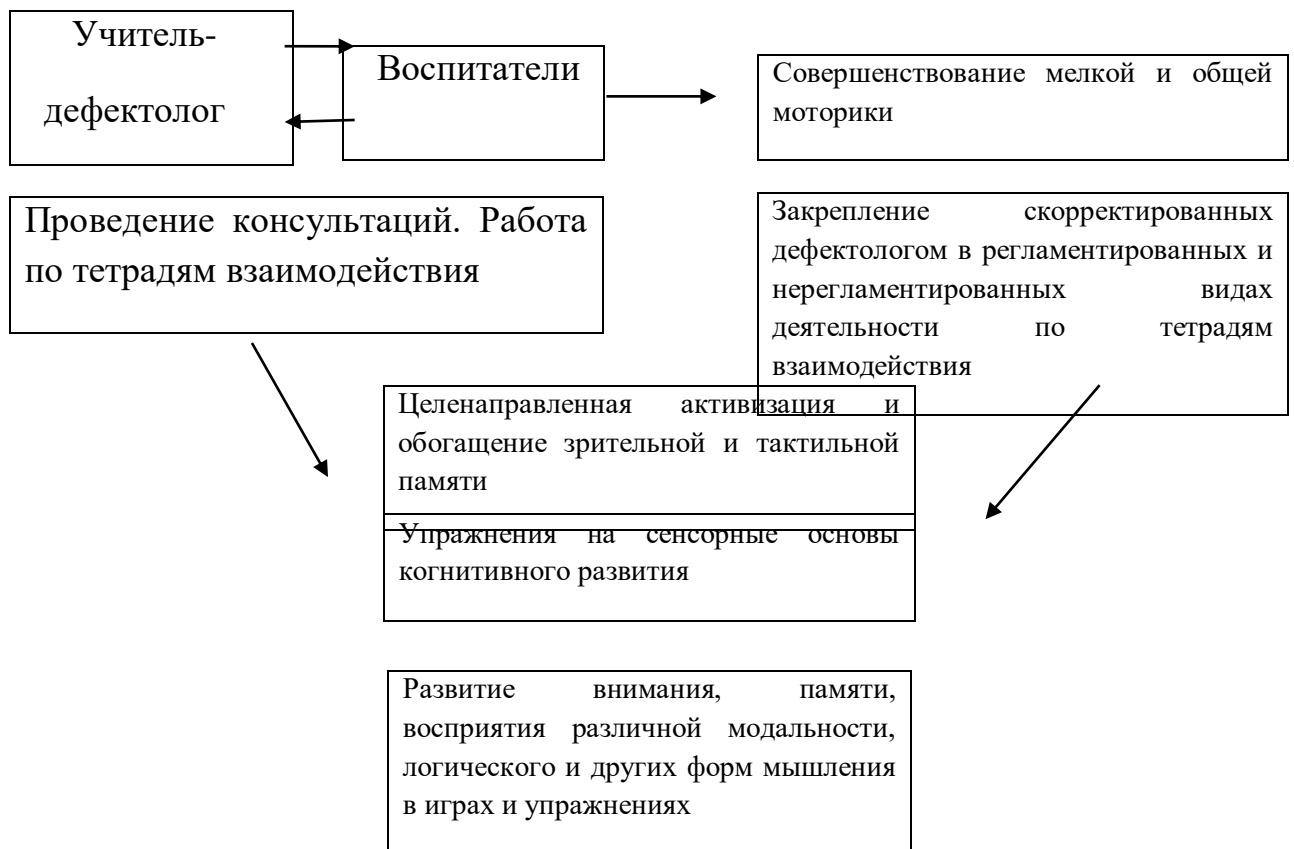 Учитель-
дефектолог
Воспитатели
Совершенствование мелкой и общей
моторики
Проведение консультаций. Работа
по тетрадям взаимодействия
Закрепление скорректированных
дефектологом в регламентированных и
нерегламентированных видах
деятельности по тетрадям
взаимодействия
Целенаправленная активизация и
обогащение зрительной и тактильной
памяти
Упражнения на сенсорные основы
когнитивного развития
Развитие внимания, памяти,
восприятия различной модальности,
логического и других форм мышления
в играх и упражнениях